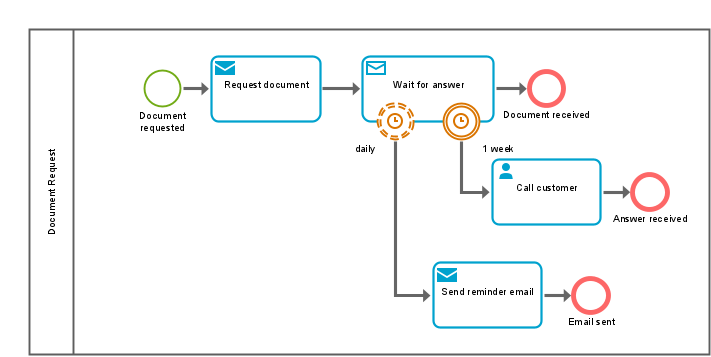 Document Request
Document
requested
Request document
Wait for answer
Document received
daily
1 week
Call customer
Answer received
Send reminder email
Email sent